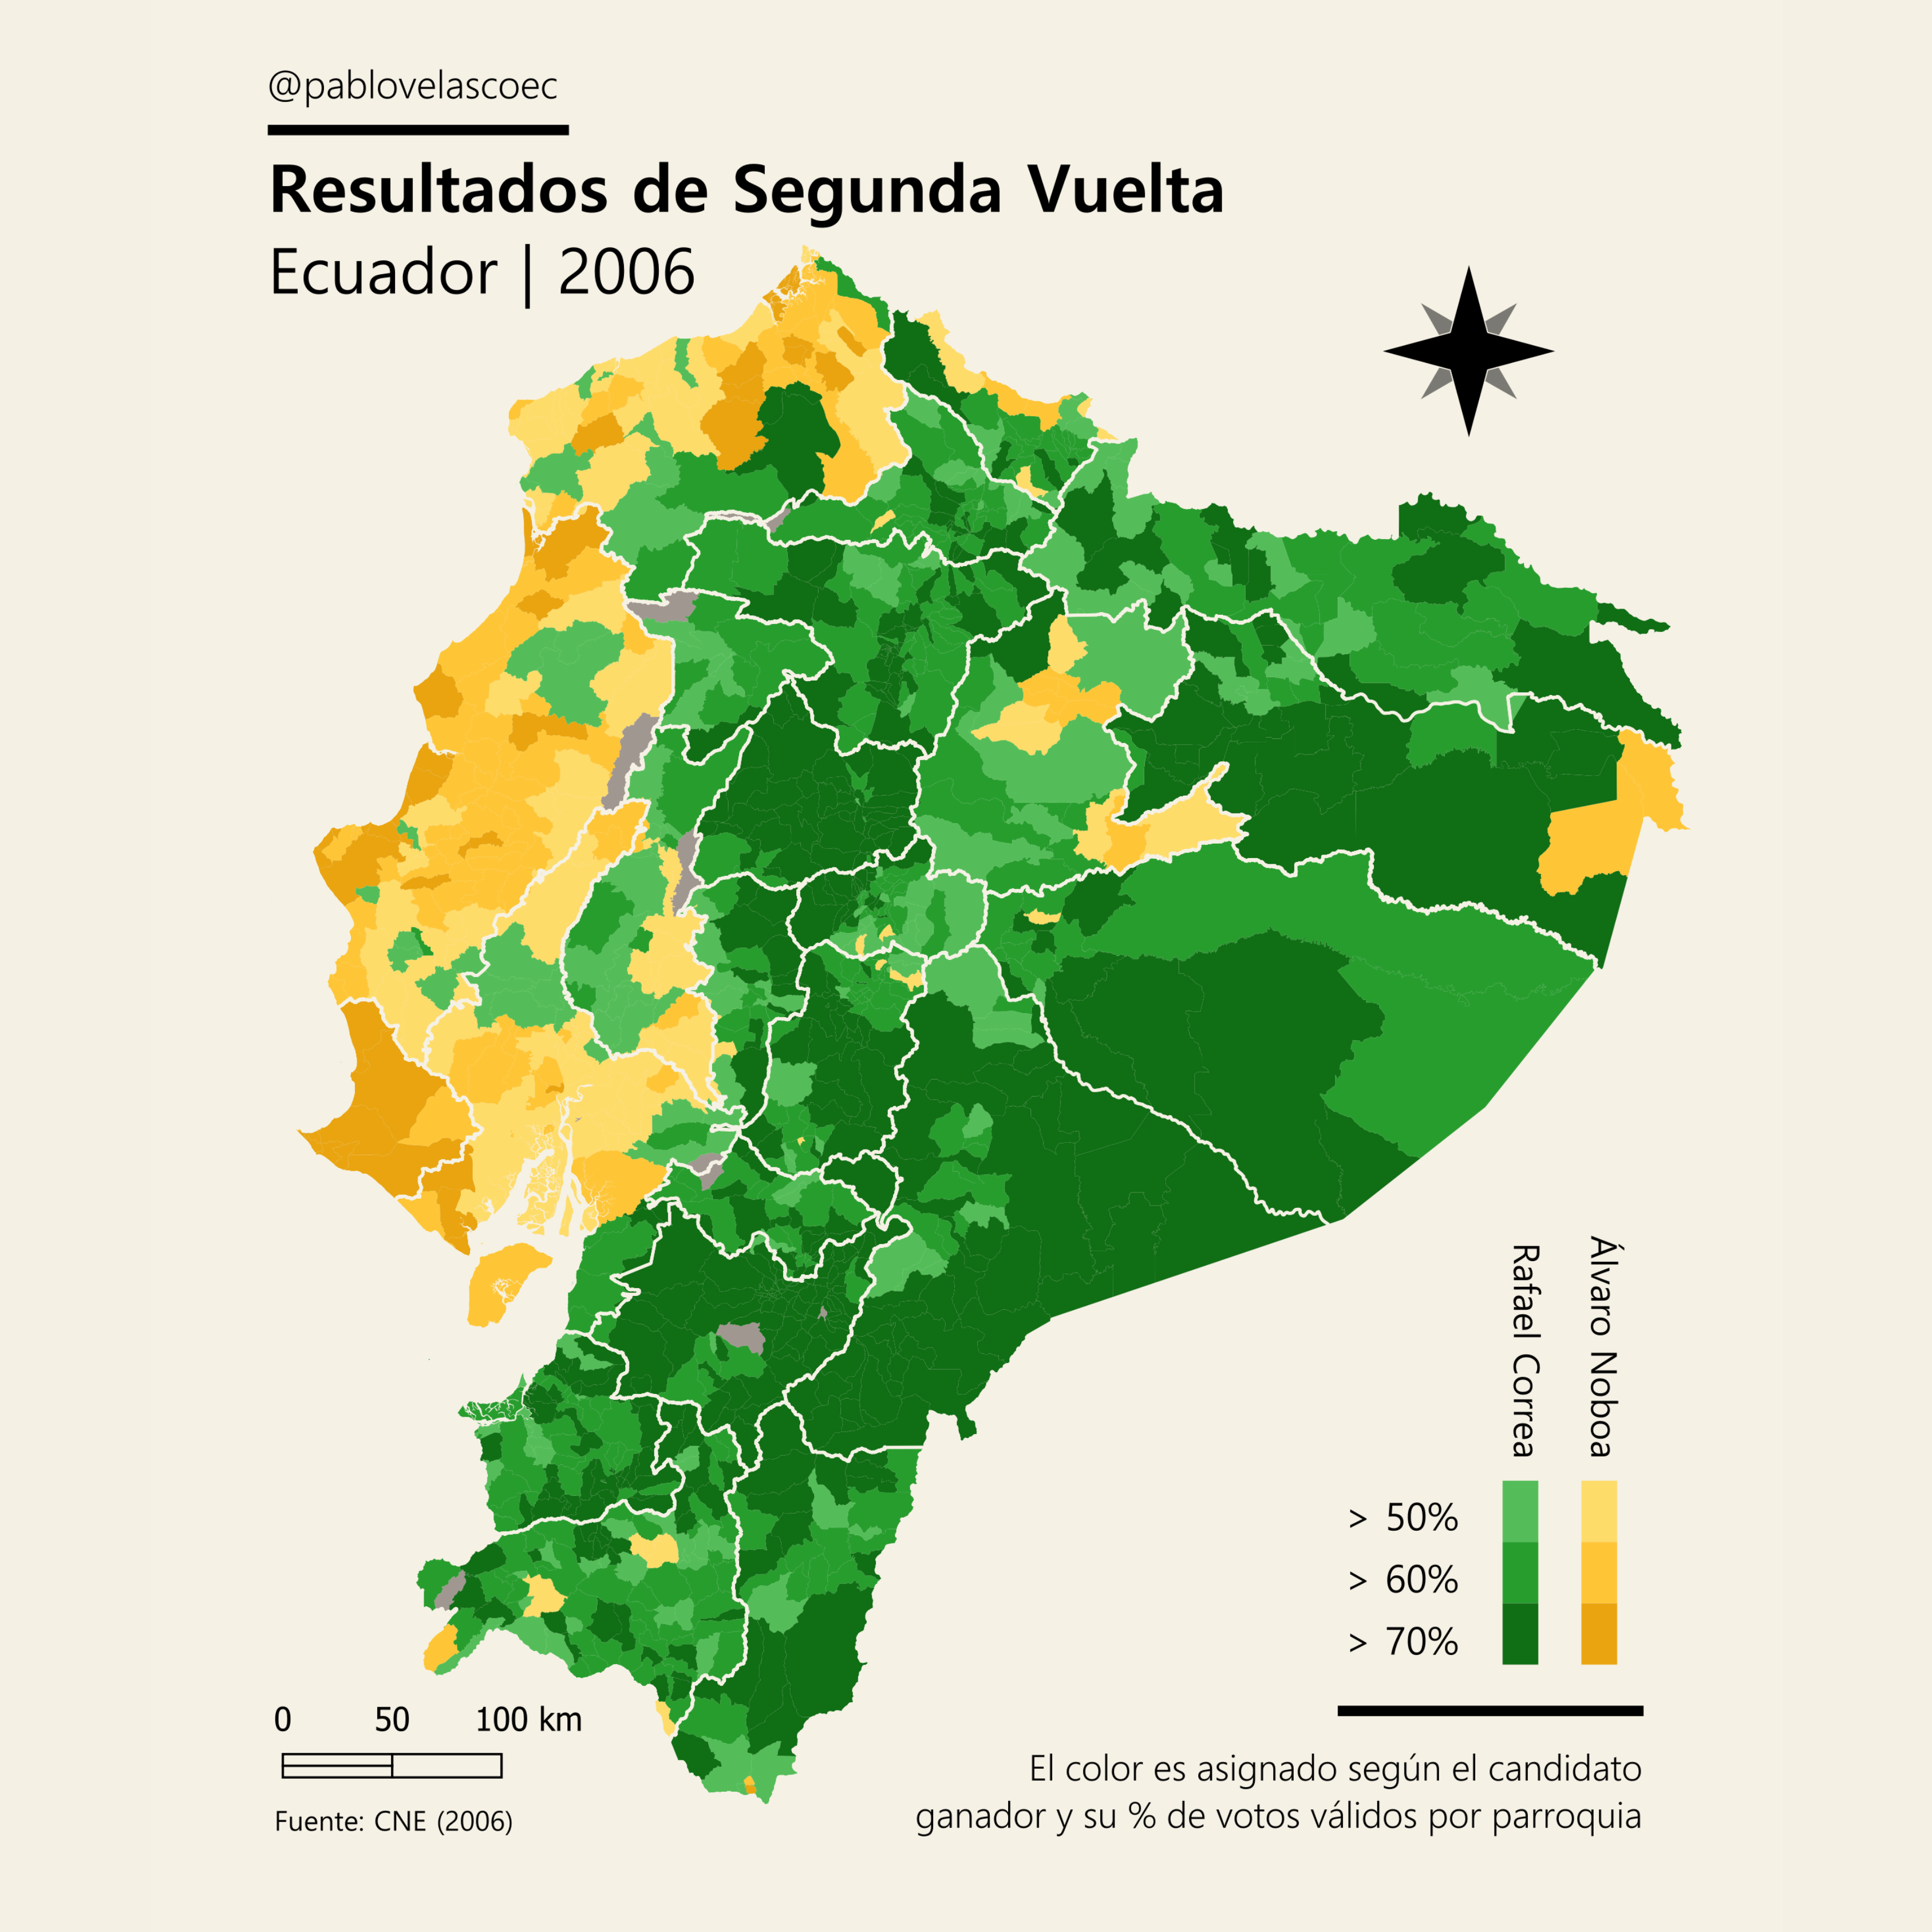 @pablovelascoec
Resultados de Segunda Vuelta
Ecuador | 2006
Álvaro Noboa
Rafael Correa
> 50%
> 60%
> 70%
0 50 100 km
Fuente: CNE (2006)
El color es asignado según el candidato
ganador y su % de votos válidos por parroquia